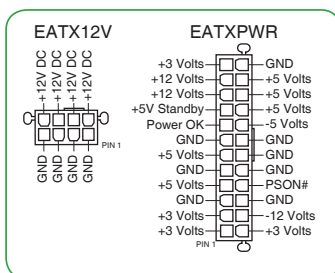 EATX12V
EATXPWR
+12V DC
+12V DC
+12V DC
+12V DC
GND
GND
GND
GND
PIN 1
+3 Volts GND
+12 Volts +5 Volts
+12 Volts +5 Volts
+5V Standby +5 Volts
Power OK -5 Volts
GND GND
+5 Volts GND
GND GND
+5 Volts PSON#
GND GND
+3 Volts -12 Volts
+3 Volts +3 Volts
PIN 1